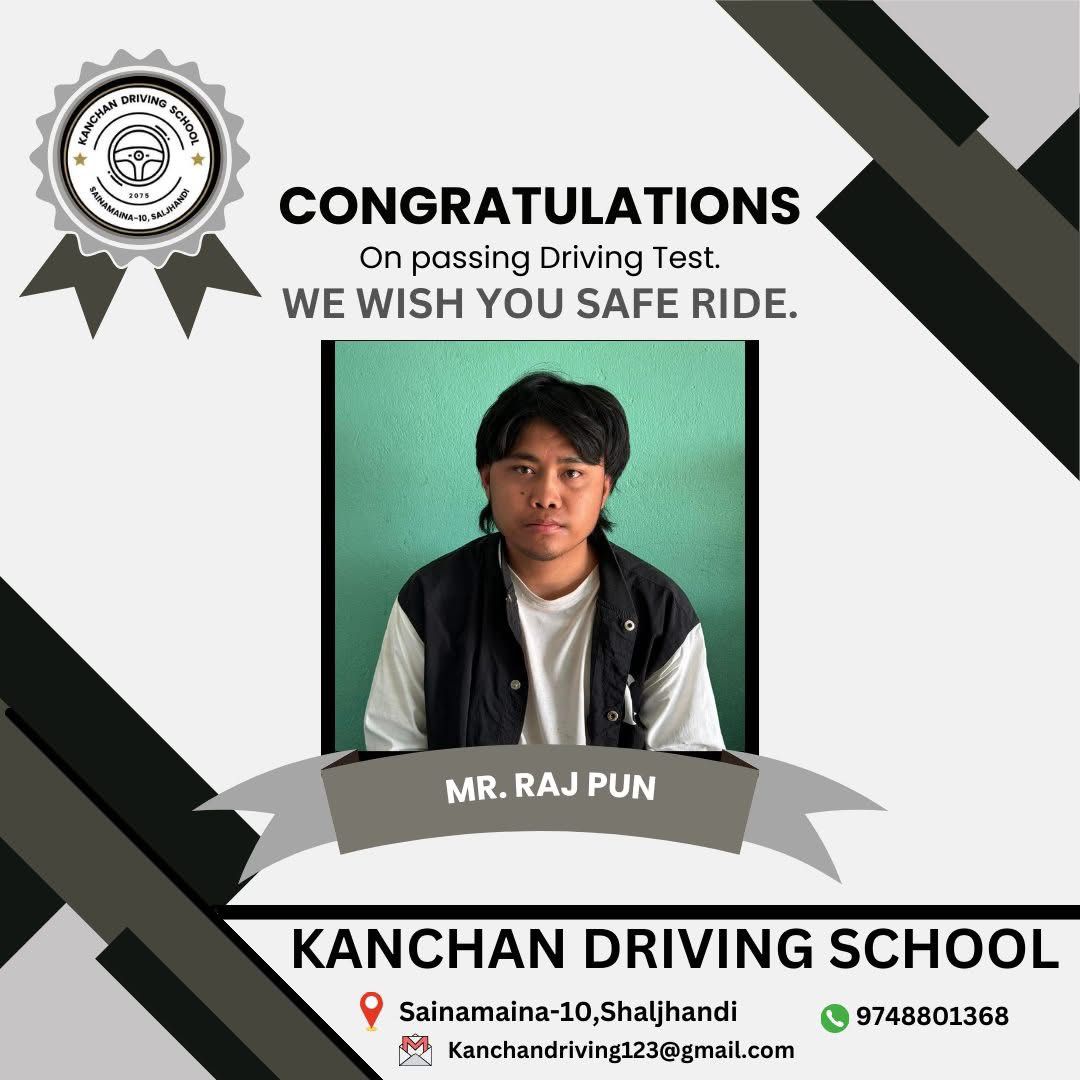 KANCHAN DRIVING SCHOOL
2075
SAINAMAINA-10, SALJHANDI
CONGRATULATIONS
On passing Driving Test.
WE WISH YOU SAFE RIDE.
MR. RAJ PUN
KANCHAN DRIVING SCHOOL
Sainamaina-10,Shaljhandi
9748801368
Kanchandriving123@gmail.com